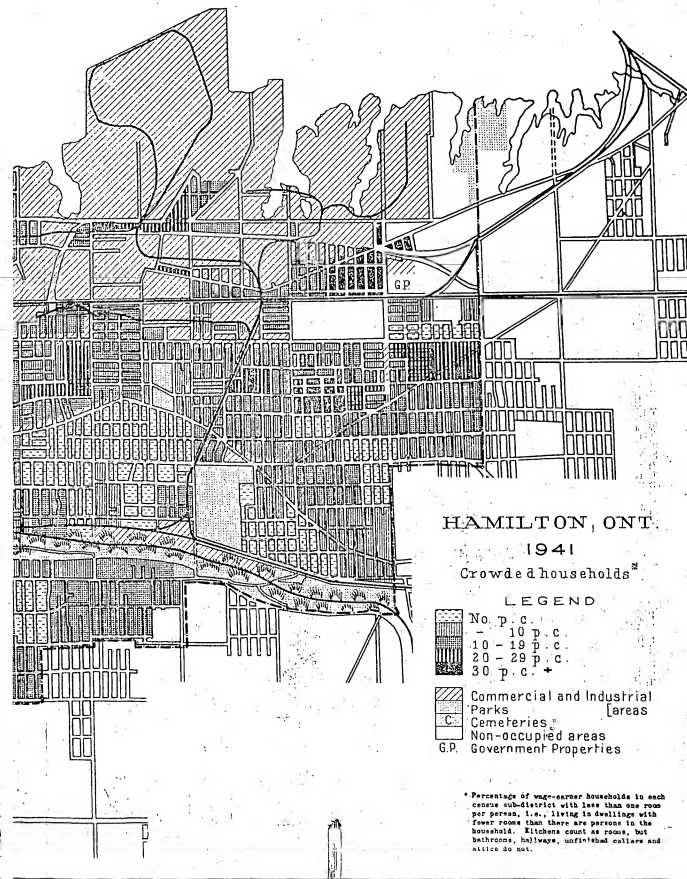 G.P.
HAMILTON, ONT.
1941
Crowded households*
LEGEND
No. p.c.
- 10 p.c.
10 - 19 p.c.
20 - 29 p.c.
30 p.c. +
Commercial and Industrial
Parks [areas
C Cemeteries
Non-occupied areas
G.P. Government Properties
* Percentage of wage-earner households in each
census sub-district with less than one room
per person, i.e., living in dwellings with
fewer rooms than there are persons in the
household. Kitchens count as rooms, but
bathrooms, hallways, unfinished cellars and
attics do not.